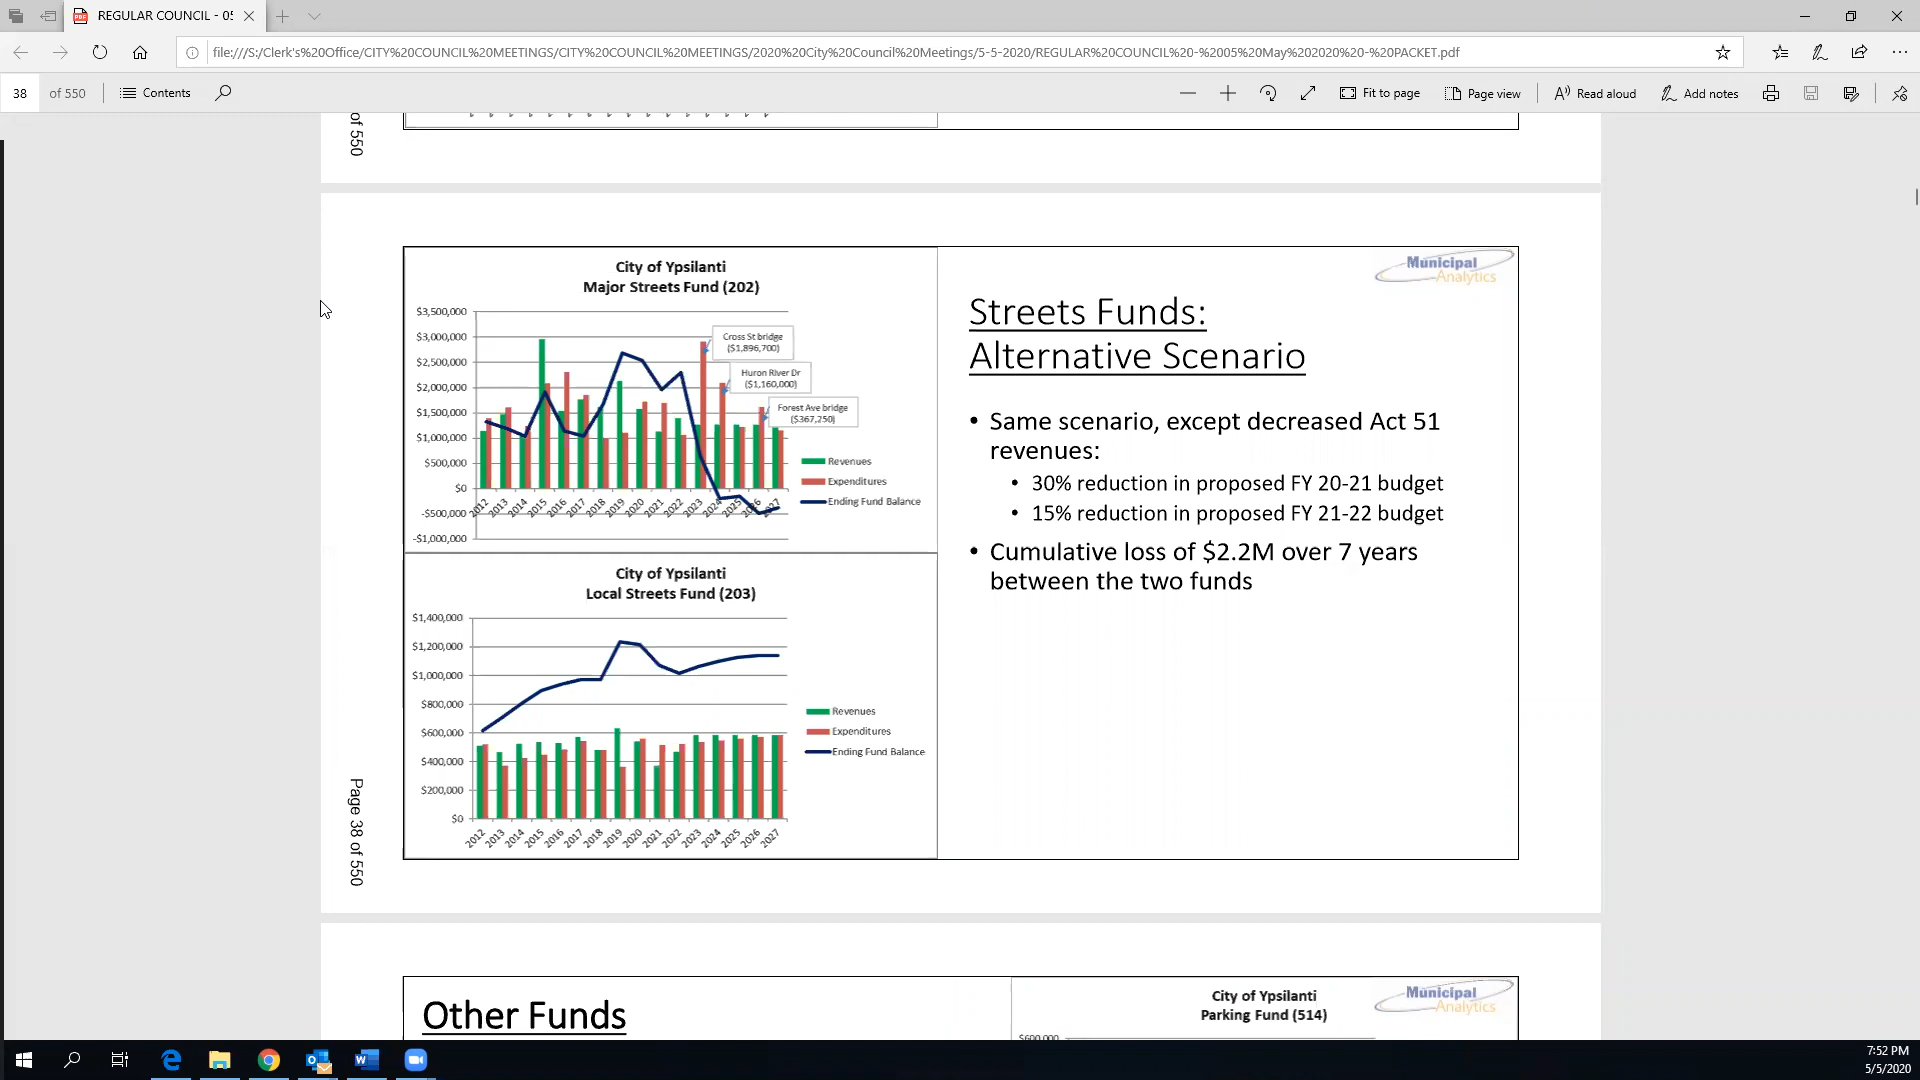 REGULAR COUNCIL - 05
file:///S:/Clerk's%20Office/CITY%20COUNCIL%20MEETINGS/CITY%20COUNCIL%20MEETINGS/2020%20City%20Council%20Meetings/5-5-2020/REGULAR%20COUNCIL%20-%2005%20May%202020%20-%20PACKET.pdf
38 of 550 Contents Fit to page Page view Read aloud Add notes
of 550
City of Ypsilanti
Major Streets Fund (202)
$3,500,000
$3,000,000
$2,500,000
$2,000,000
$1,500,000
$1,000,000
$500,000
$0
-$500,000
-$1,000,000
2012 2013 2014 2015 2016 2017 2018 2019 2020 2021 2022 2023 2024 2025 2026 2027
Cross St bridge
($1,896,700)
Huron River Dr
($1,160,000)
Forest Ave bridge
($367,250)
Revenues
Expenditures
Ending Fund Balance
City of Ypsilanti
Local Streets Fund (203)
$1,400,000
$1,200,000
$1,000,000
$800,000
$600,000
$400,000
$200,000
$0
2012 2013 2014 2015 2016 2017 2018 2019 2020 2021 2022 2023 2024 2025 2026 2027
Revenues
Expenditures
Ending Fund Balance
Municipal
Analytics
Streets Funds:
Alternative Scenario
• Same scenario, except decreased Act 51
revenues:
• 30% reduction in proposed FY 20-21 budget
• 15% reduction in proposed FY 21-22 budget
• Cumulative loss of $2.2M over 7 years
between the two funds
Page 38 of 550
Other Funds
City of Ypsilanti
Parking Fund (514)
$600,000
Municipal
Analytics
7:52 PM
5/5/2020